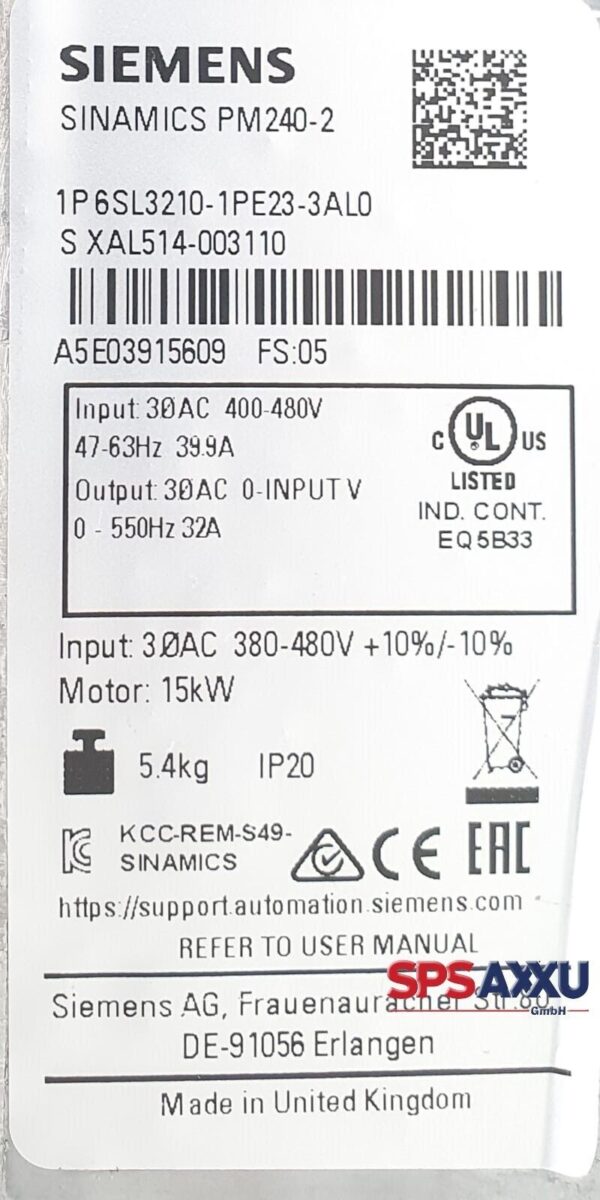 SIEMENS
SINAMICS PM240-2
1P 6SL3210-1PE23-3AL0
S XAL514-003110
A5E03915609 FS:05
Input: 3ØAC 400-480V
47-63Hz 39.9A
Output: 3ØAC 0-INPUT V
0 - 550Hz 32A
C UL US
LISTED
IND. CONT.
EQ 5B33
Input: 3ØAC 380-480V +10%/-10%
Motor: 15kW
5.4kg IP20
KCC-REM-S49-
SINAMICS
CE EAC
https://support.automation.siemens.com
REFER TO USER MANUAL
SPSAXXU
GmbH
Siemens AG, Frauenauracher Str.80
DE-91056 Erlangen
Made in United Kingdom